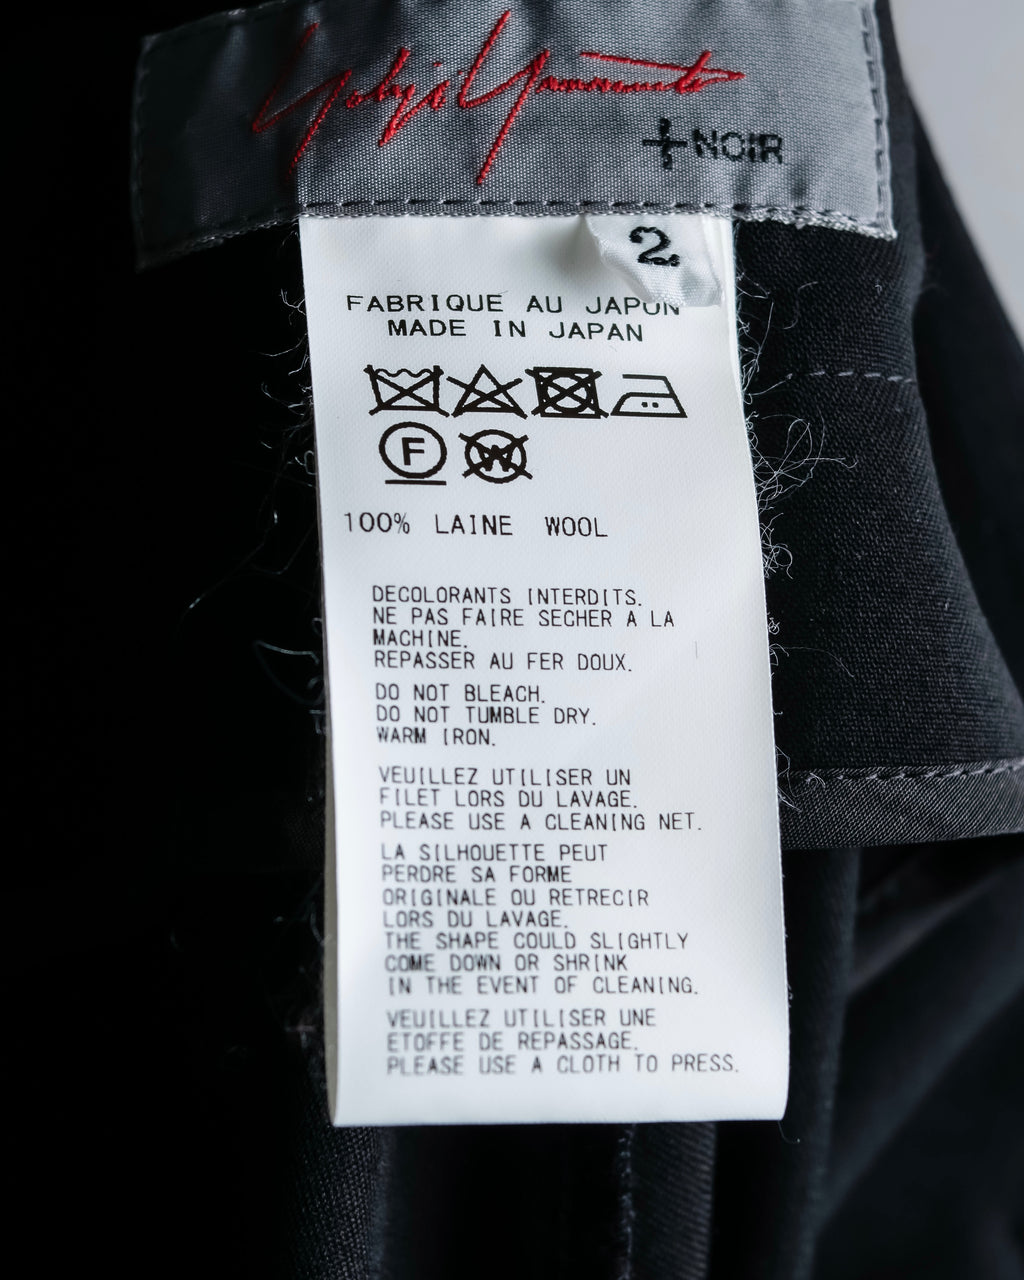 Yohji Yamamoto
+NOIR
2
FABRIQUE AU JAPON
MADE IN JAPAN
F
W
100% LAINE WOOL
DECOLORANTS INTERDITS.
NE PAS FAIRE SECHER A LA
MACHINE.
REPASSER AU FER DOUX.
DO NOT BLEACH.
DO NOT TUMBLE DRY.
WARM IRON.
VEUILLEZ UTILISER UN
FILET LORS DU LAVAGE.
PLEASE USE A CLEANING NET.
LA SILHOUETTE PEUT
PERDRE SA FORME
ORIGINALE OU RETRECIR
LORS DU LAVAGE.
THE SHAPE COULD SLIGHTLY
COME DOWN OR SHRINK
IN THE EVENT OF CLEANING.
VEUILLEZ UTILISER UNE
ETOFFE DE REPASSAGE.
PLEASE USE A CLOTH TO PRESS.